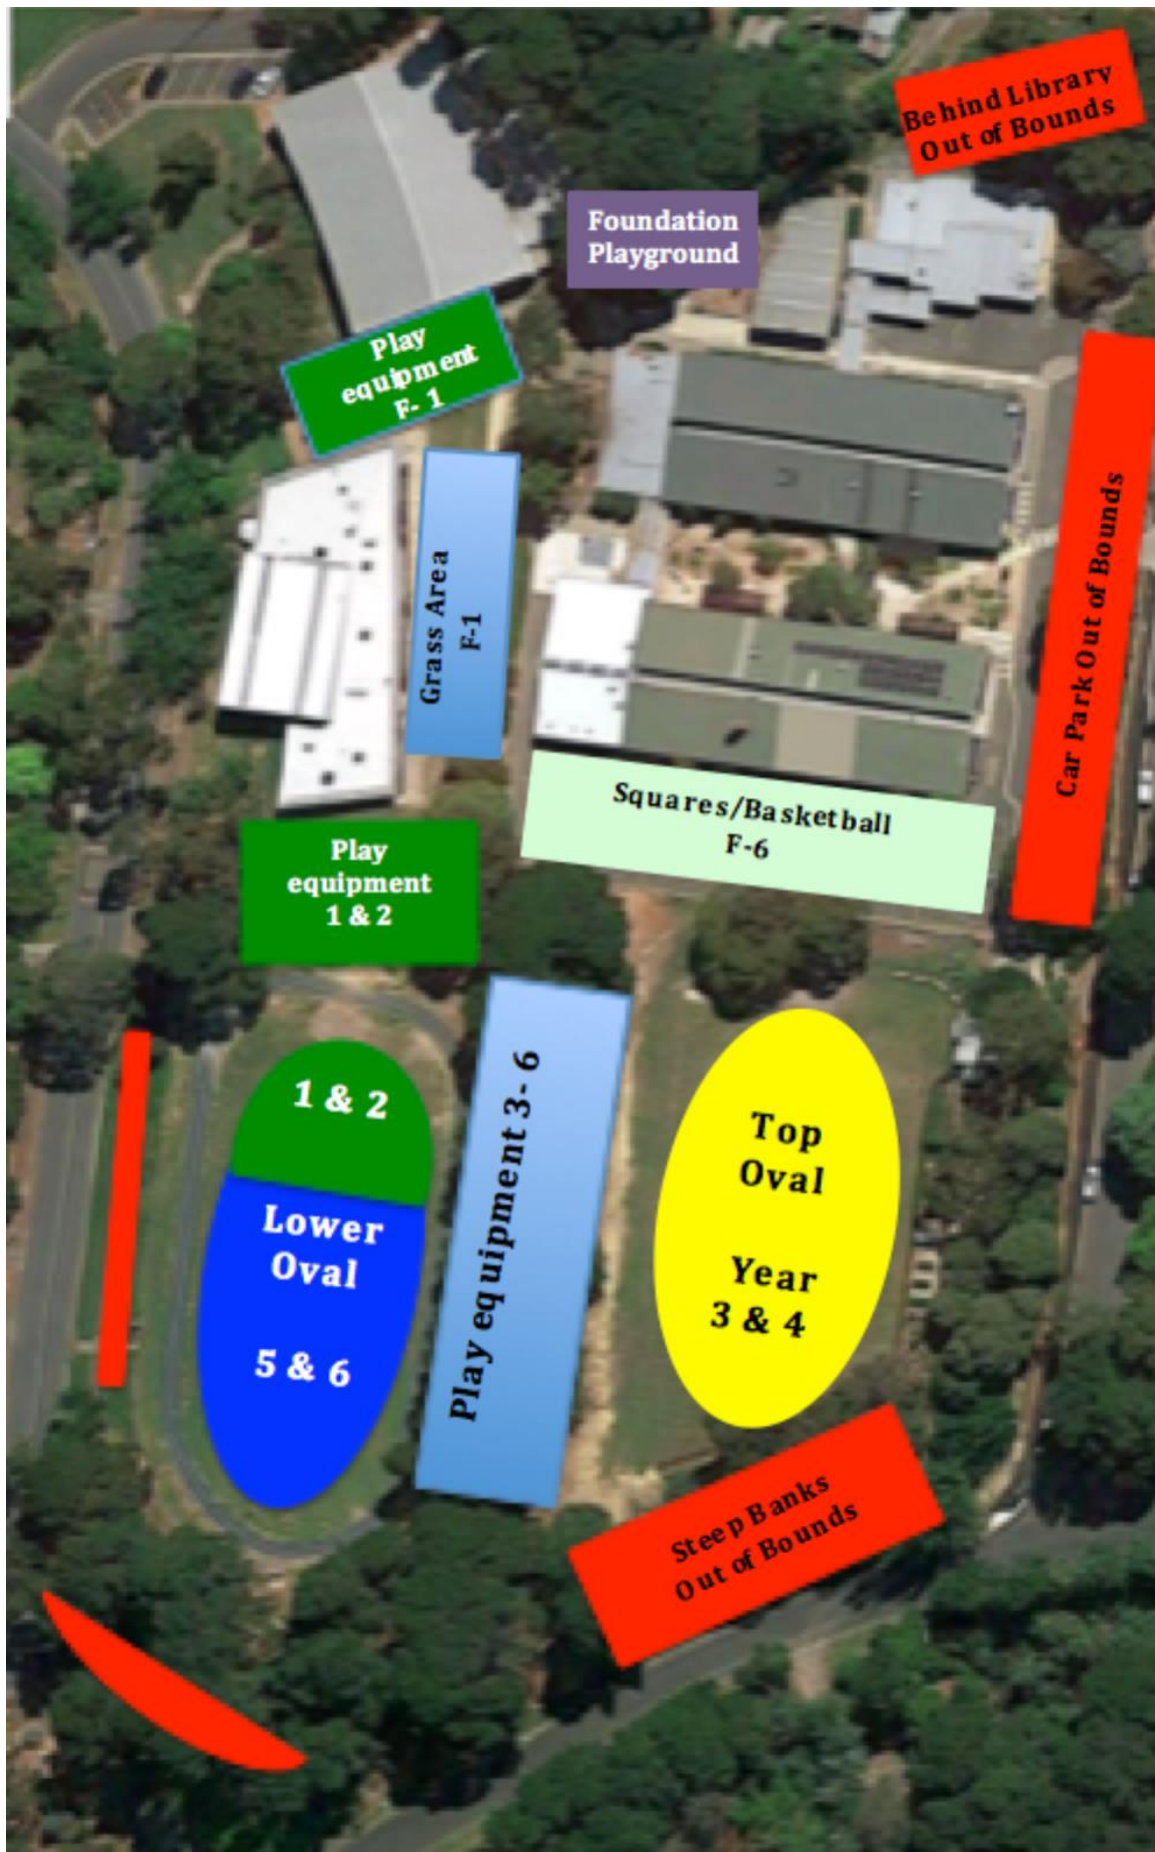 Behind Library
Out of Bounds
Foundation
Playground
Play
equipment
F- 1
Grass Area
F-1
Car Park Out of Bounds
Squares/Basketball
F-6
Play
equipment
1 & 2
1 & 2
Lower
Oval
5 & 6
Play equipment 3- 6
Top
Oval
Year
3 & 4
Steep Banks
Out of Bounds